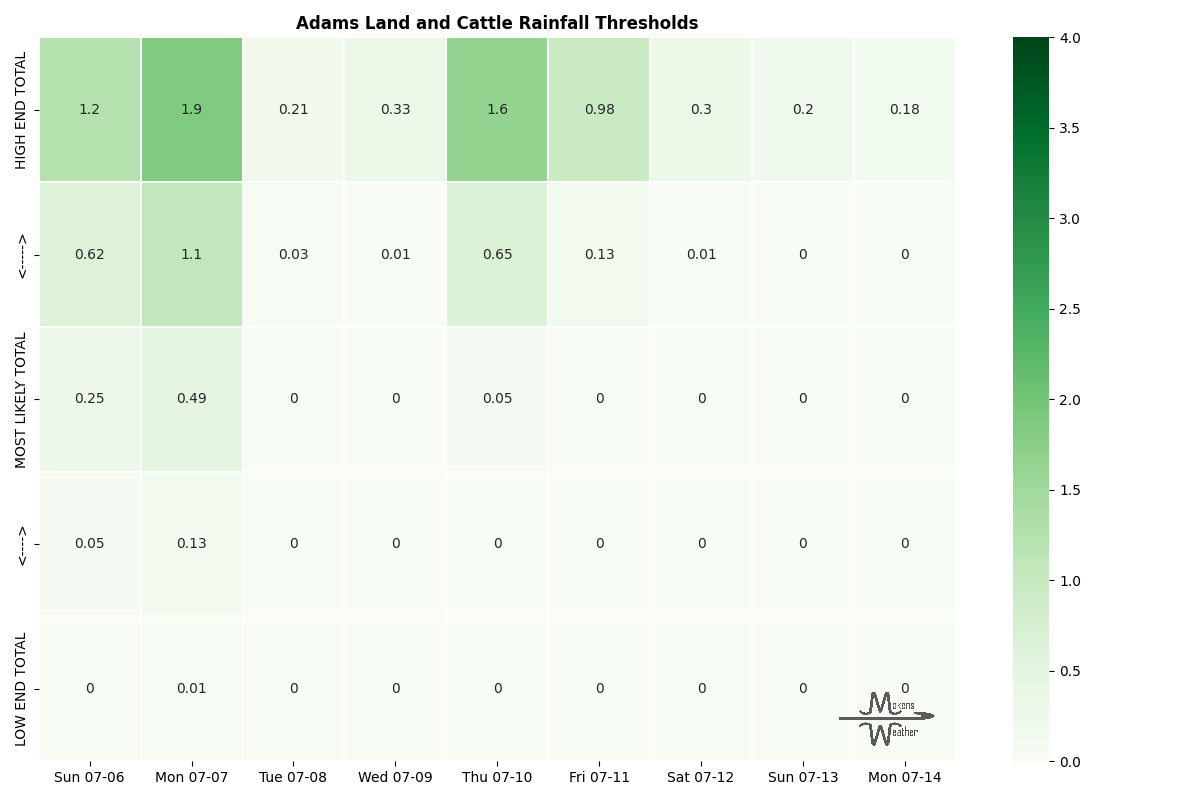 Adams Land and Cattle Rainfall Thresholds
HIGH END TOTAL
1.2 1.9 0.21 0.33 1.6 0.98 0.3 0.2 0.18
<----->
0.62 1.1 0.03 0.01 0.65 0.13 0.01 0 0
MOST LIKELY TOTAL
0.25 0.49 0 0 0.05 0 0 0 0
<---->
0.05 0.13 0 0 0 0 0 0 0
LOW END TOTAL
0 0.01 0 0 0 0 0 0 0
Sun 07-06 Mon 07-07 Tue 07-08 Wed 07-09 Thu 07-10 Fri 07-11 Sat 07-12 Sun 07-13 Mon 07-14
Makens
Weather
4.0
3.5
3.0
2.5
2.0
1.5
1.0
0.5
0.0